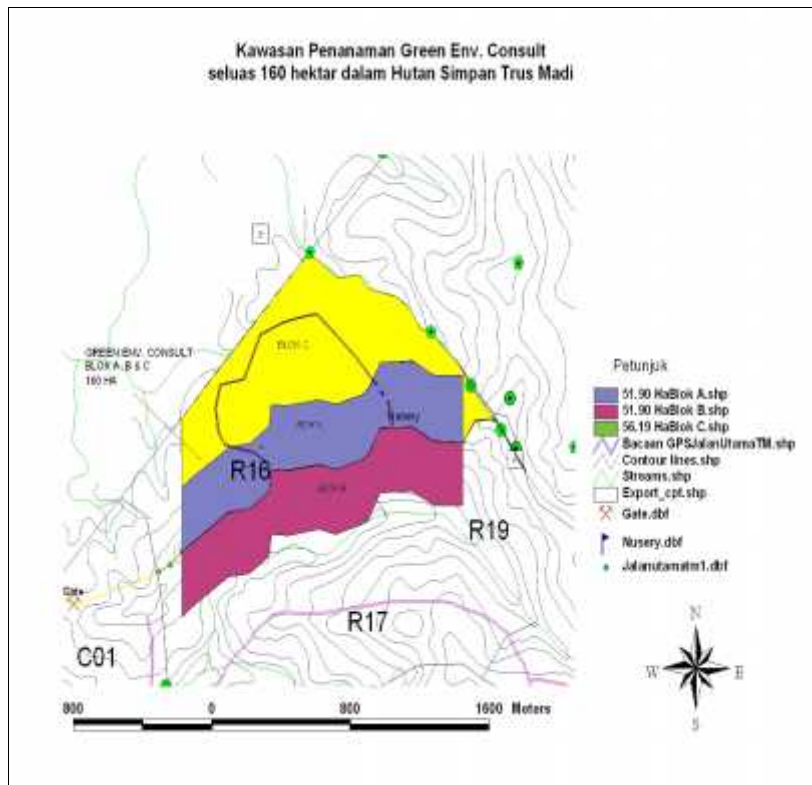 Kawasan Penanaman Green Env. Consult
seluas 160 hektar dalam Hutan Simpan Trus Madi
GREEN ENV. CONSULT
BLOK A, B & C
160 HA
BLOK C
Nusery
R16
R19
R17
Gate
C01
Petunjuk
51.90 HaBlok A.shp
51.90 HaBlok B.shp
56.19 HaBlok C.shp
Bacaan GPSJalanUtamaTM.shp
Contour lines.shp
Streams.shp
Export_cpt.shp
Gate.dbf
Nusery.dbf
Jalanutamatm1.dbf
N
W E
S
800 0 800 1600 Meters